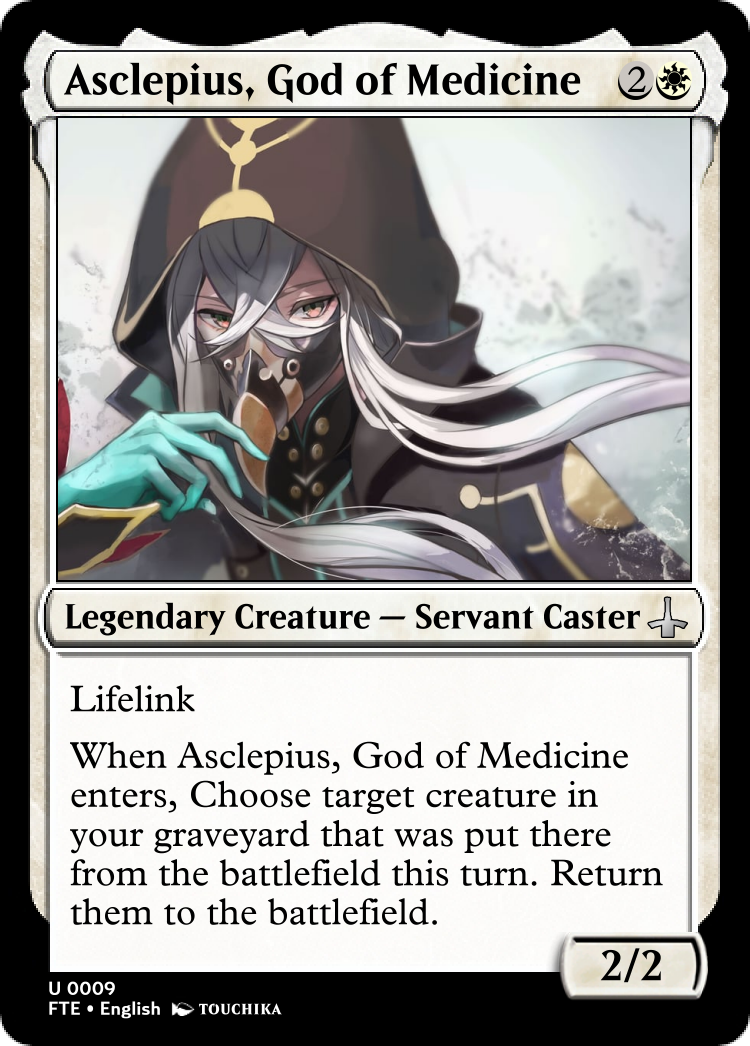 Asclepius, God of Medicine 2
Legendary Creature — Servant Caster
Lifelink
When Asclepius, God of Medicine
enters, Choose target creature in
your graveyard that was put there
from the battlefield this turn. Return
them to the battlefield.
2/2
U 0009
FTE • English TOUCHIKA